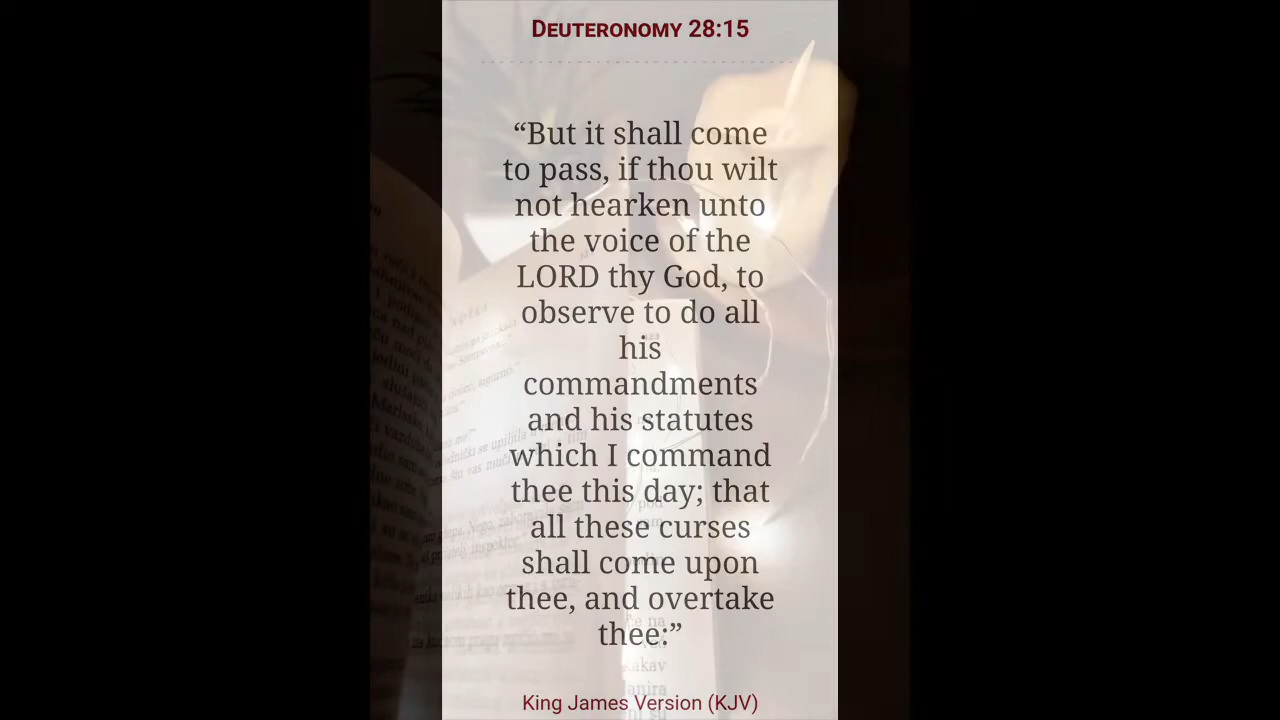 DEUTERONOMY 28:15
“But it shall come
to pass, if thou wilt
not hearken unto
the voice of the
LORD thy God, to
observe to do all
his
commandments
and his statutes
which I command
thee this day; that
all these curses
shall come upon
thee, and overtake
thee:”
King James Version (KJV)